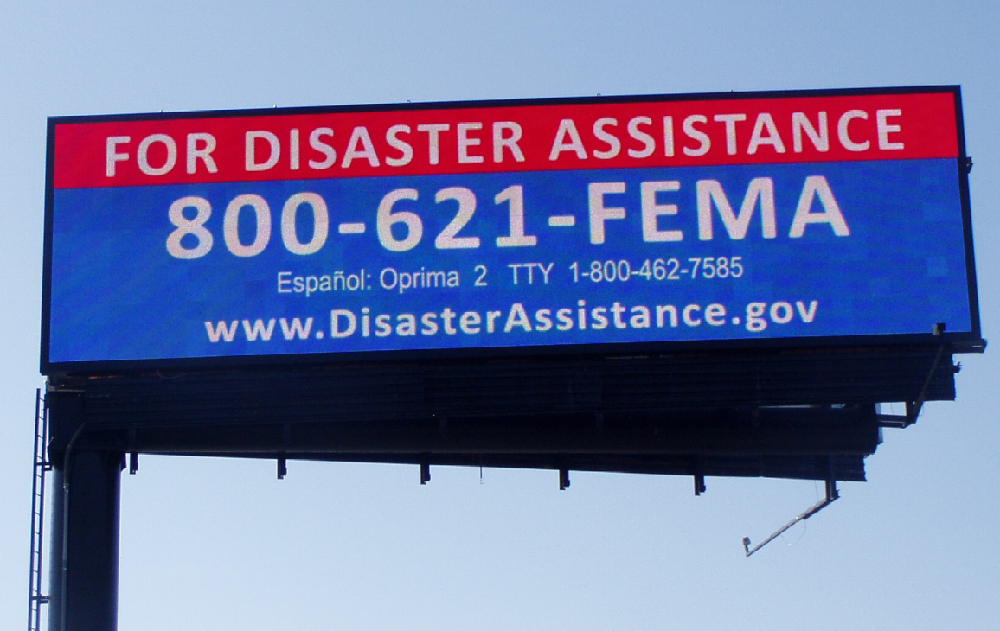 FOR DISASTER ASSISTANCE
800-621-FEMA
Español: Oprima 2 TTY 1-800-462-7585
www.DisasterAssistance.gov